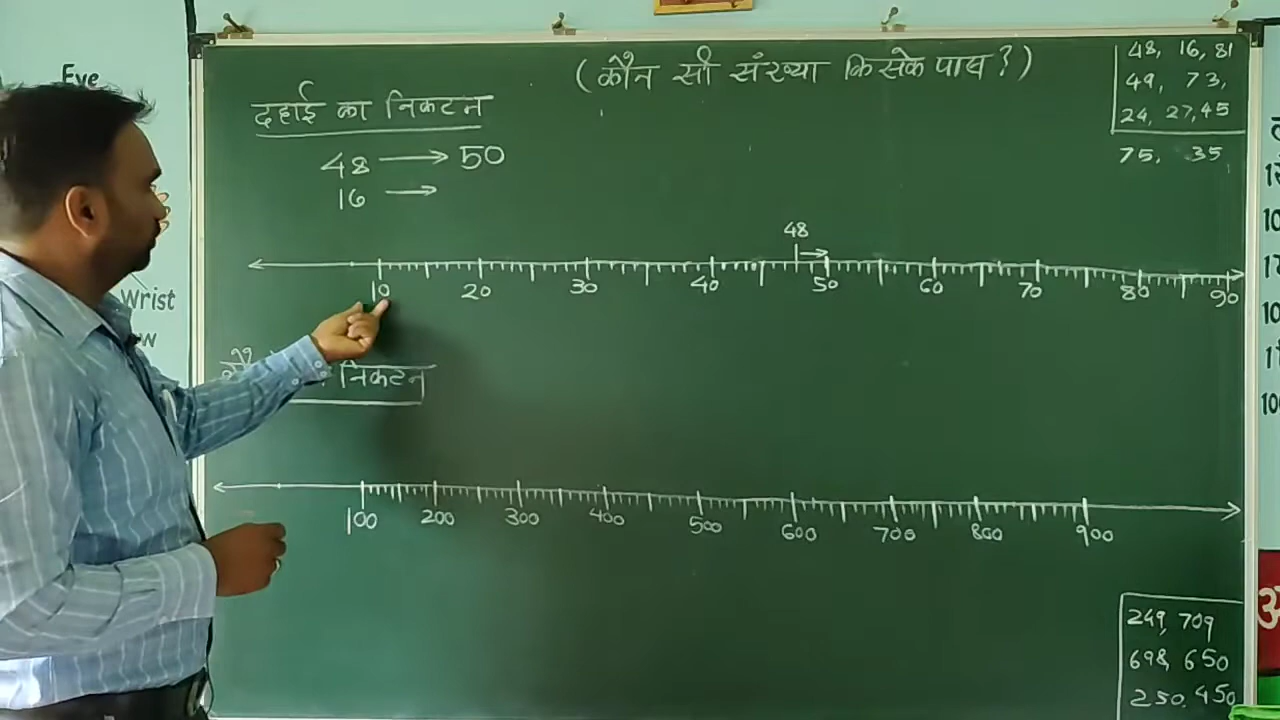 (कौन सी संख्या किसके पास?)
48, 16, 81
49, 73,
24, 27, 45
75, 35
दहाई का निकटन
48 → 50
16 →
48
10 20 30 40 50 60 70 80 90
निकटन
100 200 300 400 500 600 700 800 900
249, 709
698, 650
250, 450
Eye
Wrist